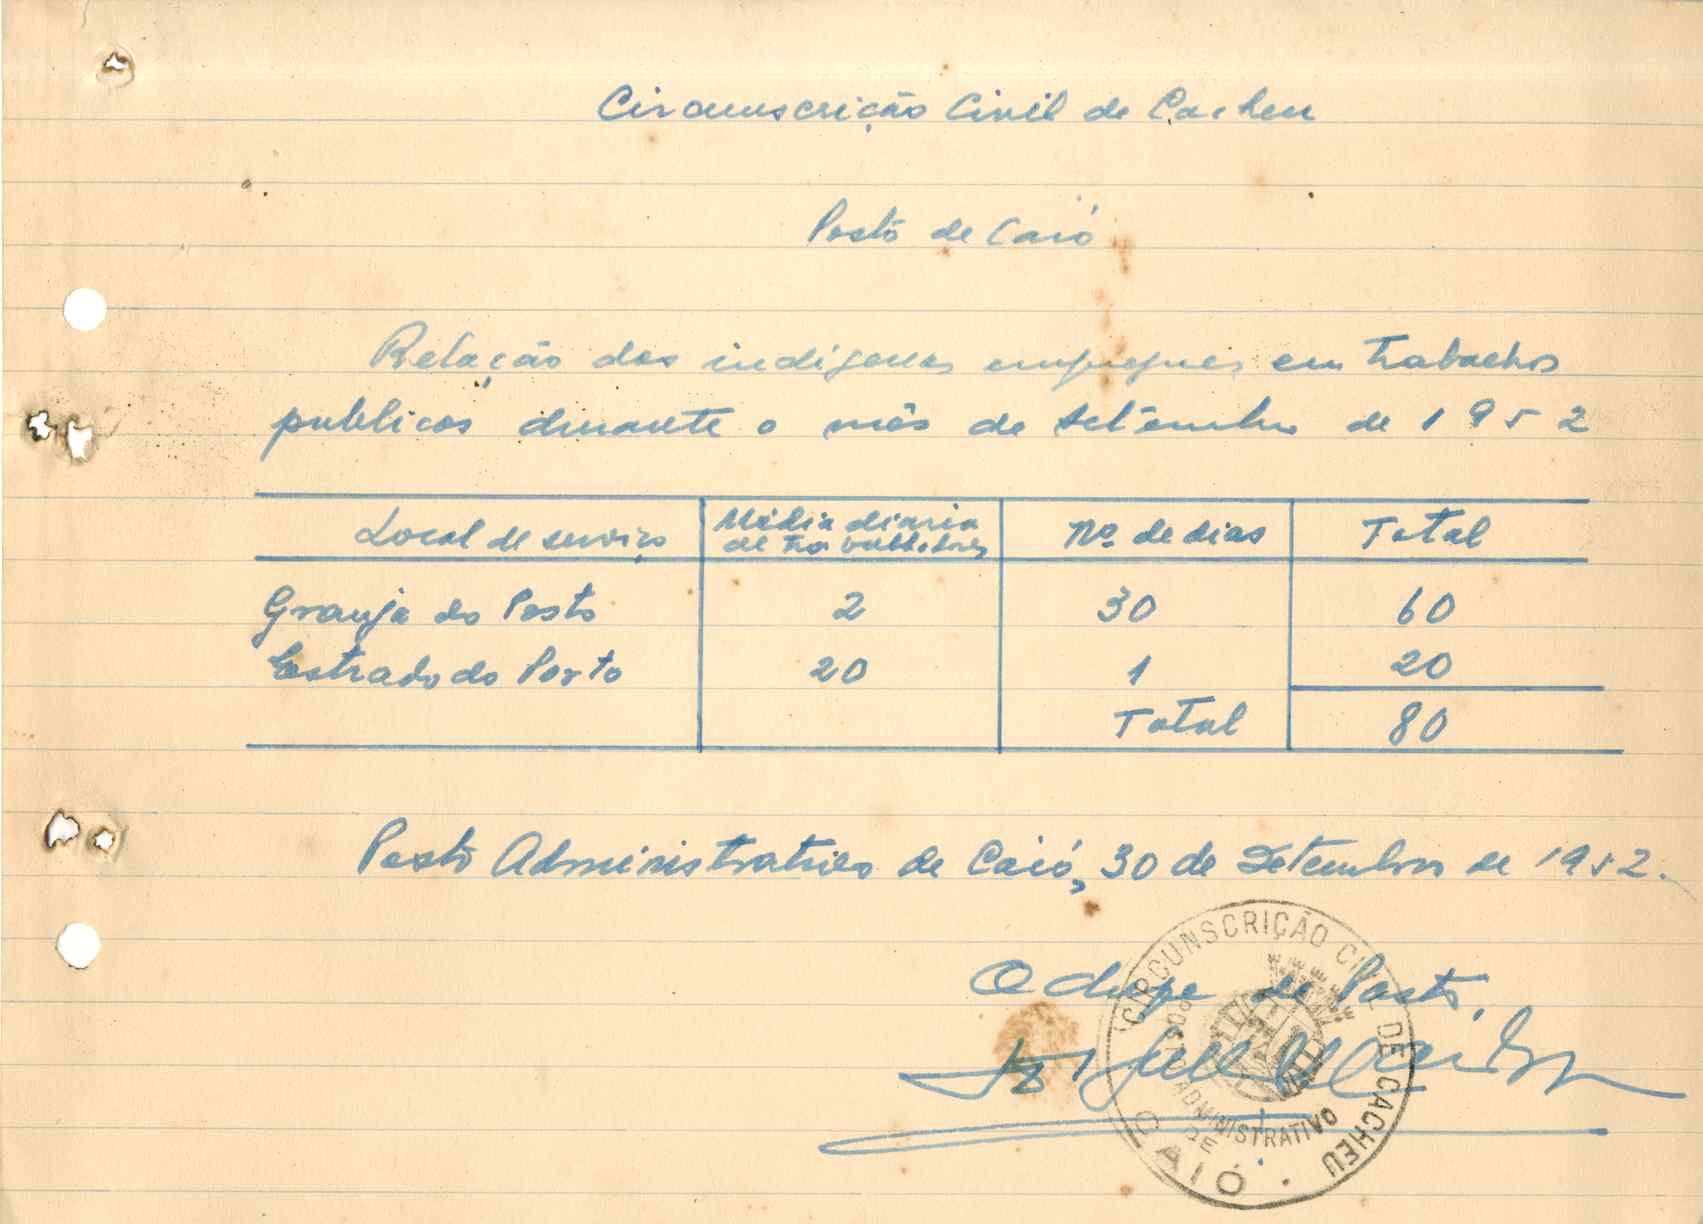 Circunscrição Civil de Cacheu
Posto de Caió
Relação dos indígenas empregues em trabalhos
publicos durante o mês de Setembro de 1952
Local de serviço Média diaria de trabalhadores Nº de dias Total
Granja do Posto 2 30 60
Estrada do Porto 20 1 20
Total 80
Posto Administrativo de Caió, 30 de Setembro de 1952.
O chefe de Posto,
CIRCUNSCRIÇÃO CIVIL DE CACHEU
POSTO ADMINISTRATIVO
DE
CAIÓ